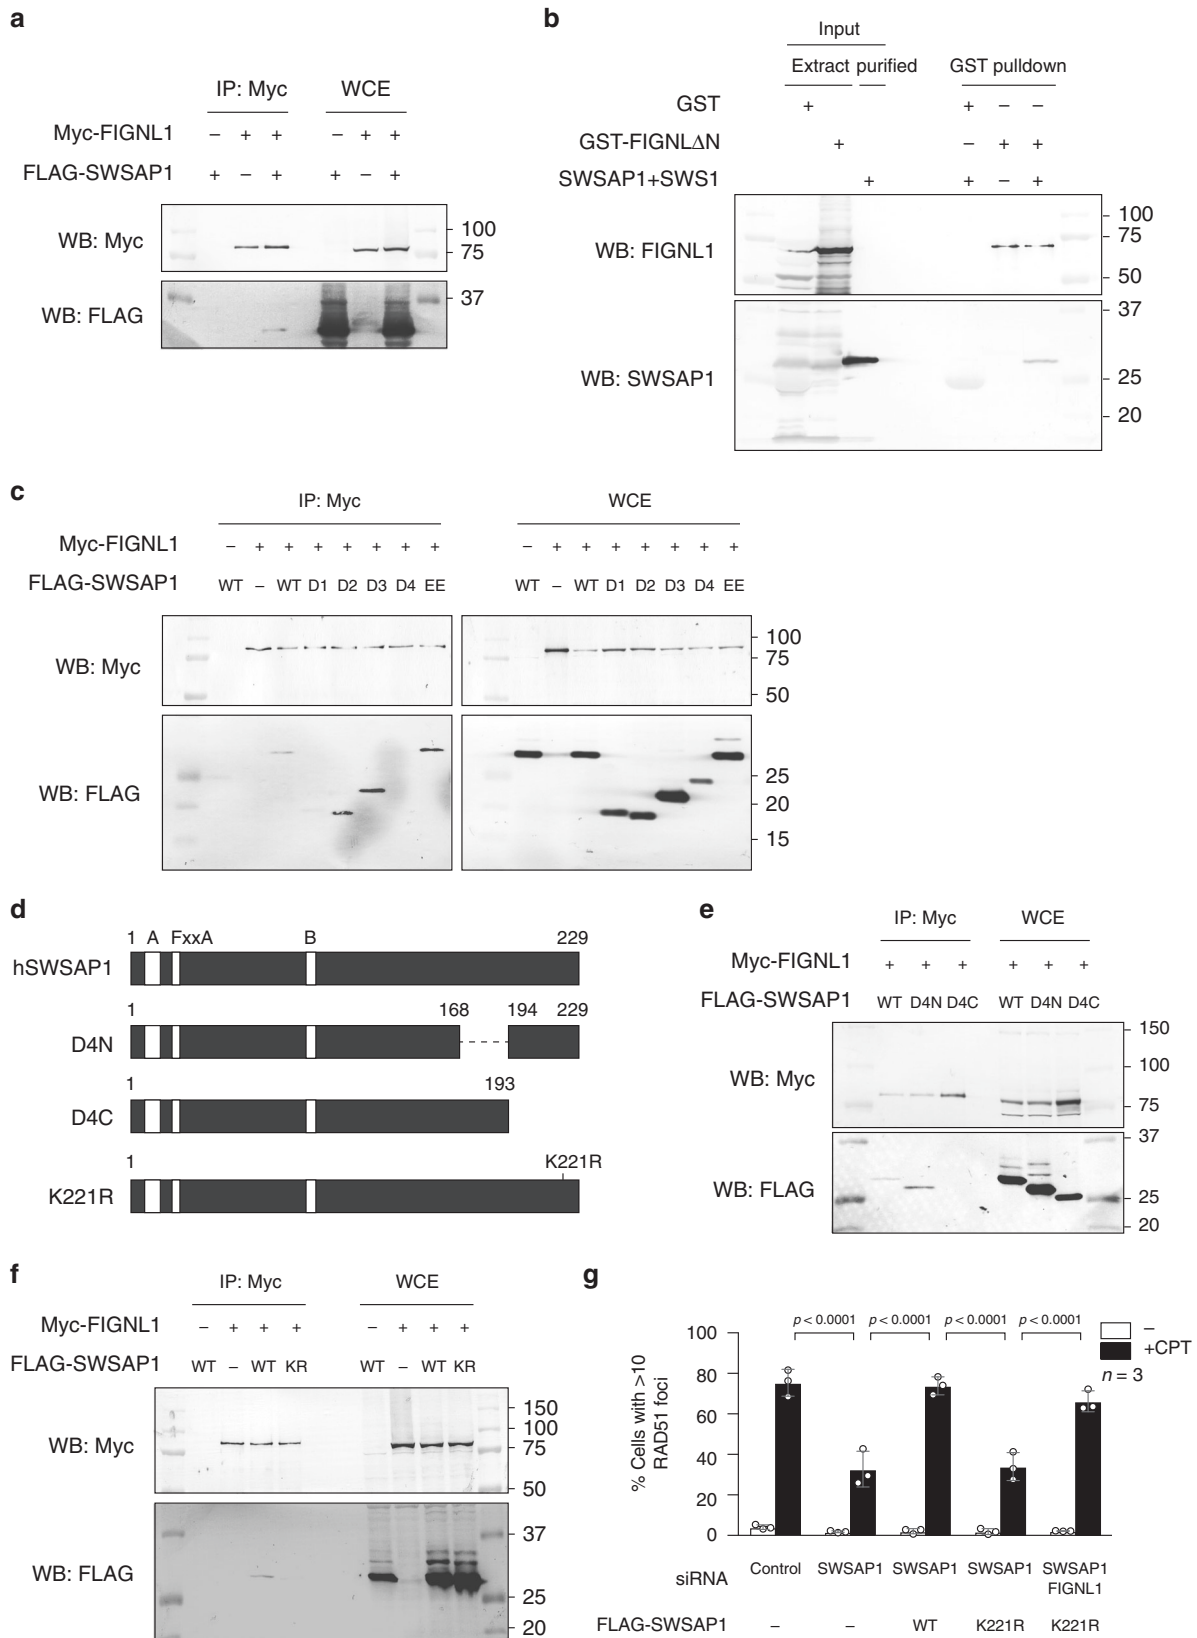 a
IP: Myc WCE
Myc-FIGNL1 – + + – + +
FLAG-SWSAP1 + – + + – +
WB: Myc
100
75
WB: FLAG
37
b
Input
Extract purified GST pulldown
GST + + – –
GST-FIGNLΔN + – + +
SWSAP1+SWS1 + + – +
WB: FIGNL1
100
75
50
WB: SWSAP1
37
25
20
c
IP: Myc WCE
Myc-FIGNL1 – + + + + + + + – + + + + + + +
FLAG-SWSAP1 WT – WT D1 D2 D3 D4 EE WT – WT D1 D2 D3 D4 EE
WB: Myc
100
75
50
WB: FLAG
25
20
15
d
1 A FxxA B 229
hSWSAP1
1 168 194 229
D4N
1 193
D4C
1 K221R
K221R
e
IP: Myc WCE
Myc-FIGNL1 + + + + + +
FLAG-SWSAP1 WT D4N D4C WT D4N D4C
WB: Myc
150
100
75
WB: FLAG
37
25
20
f
IP: Myc WCE
Myc-FIGNL1 – + + + – + + +
FLAG-SWSAP1 WT – WT KR WT – WT KR
WB: Myc
150
100
75
50
WB: FLAG
37
25
20
g
p < 0.0001 p < 0.0001 p < 0.0001 p < 0.0001
–
+CPT
n = 3
% Cells with >10
RAD51 foci
100
80
60
40
20
0
siRNA Control SWSAP1 SWSAP1 SWSAP1 SWSAP1
FIGNL1
FLAG-SWSAP1 – – WT K221R K221R